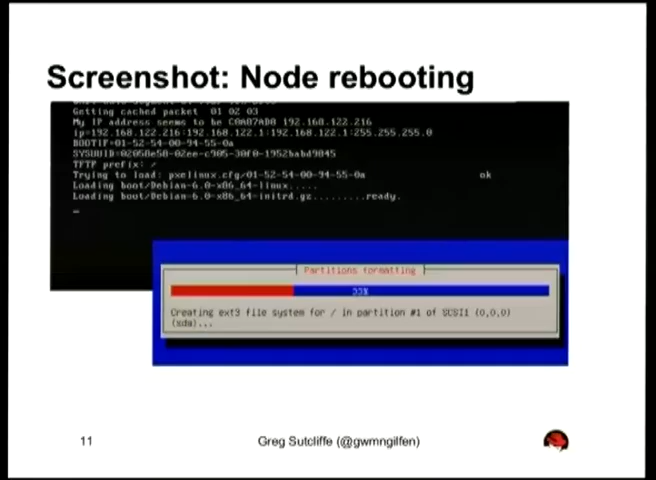 Screenshot: Node rebooting
Getting cached packet 01 02 03
My IP address seems to be C0A87AD8 192.168.122.216
ip=192.168.122.216:192.168.122.1:192.168.122.1:255.255.255.0
BOOTIF=01-52-54-00-94-55-0a
TFTP prefix: /
Trying to load: pxelinux.cfg/01-52-54-00-94-55-0a ok
Loading boot/Debian-6.0-x86_64-linux.....
Loading boot/Debian-6.0-x86_64-initrd.gz.........ready.
Partitions formatting
33%
Creating ext3 file system for / in partition #1 of SCSI1 (0,0,0)
(sda)...
11
Greg Sutcliffe (@gwmngilfen)